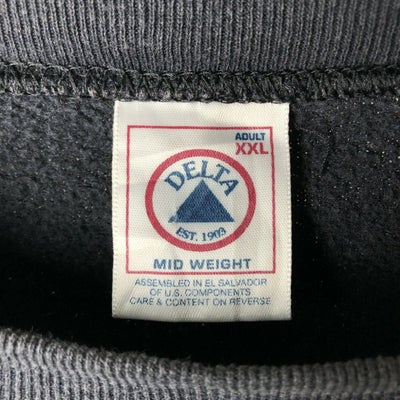 ADULT
XXL
DELTA
EST. 1903
MID WEIGHT
ASSEMBLED IN EL SALVADOR
OF U.S. COMPONENTS
CARE & CONTENT ON REVERSE